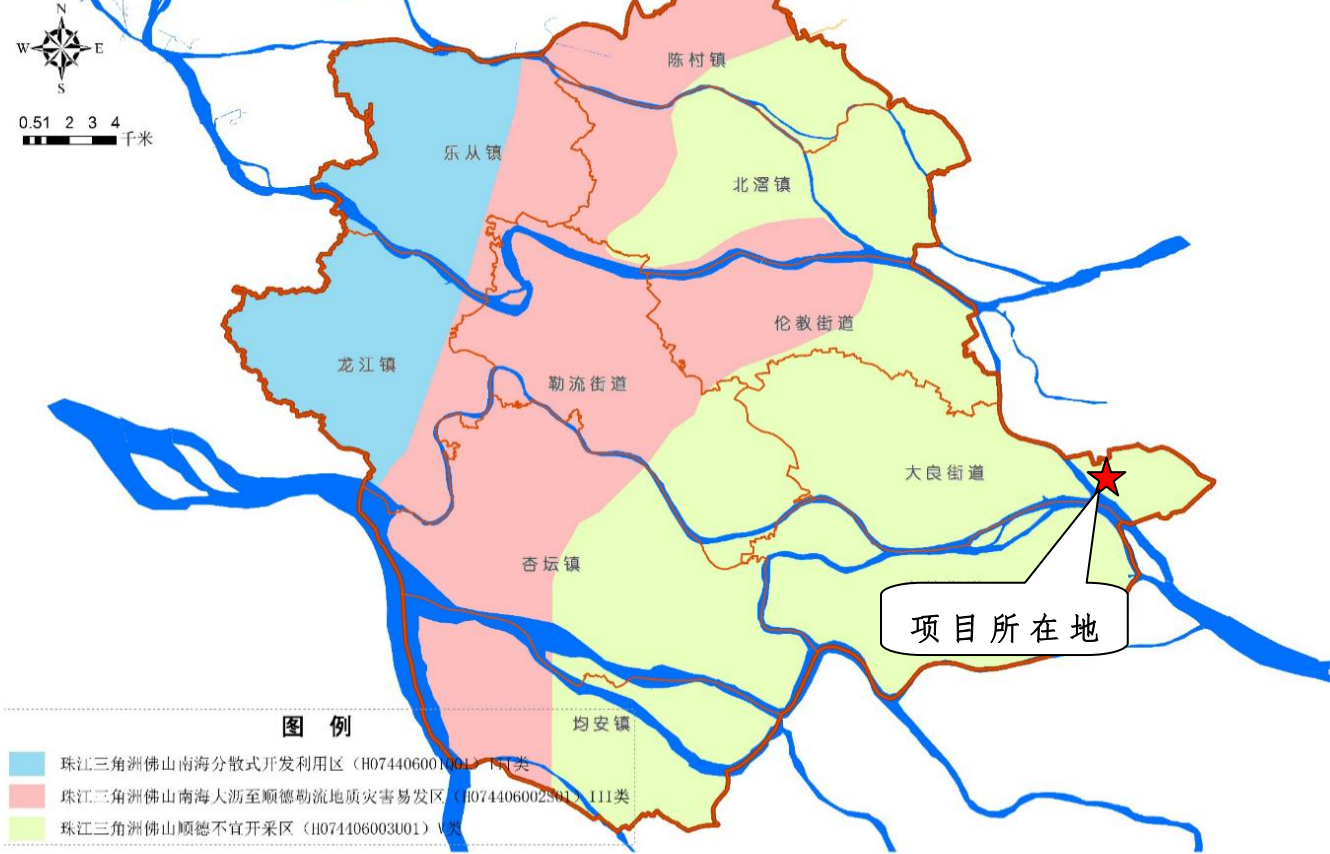 N
W E
S
0.51 2 3 4
千米
陈村镇
乐从镇
北滘镇
伦教街道
龙江镇
勒流街道
大良街道
杏坛镇
项目所在地
均安镇
图 例
珠江三角洲佛山南海分散式开发利用区（H074406001Q01）III类
珠江三角洲佛山南海大沥至顺德勒流地质灾害易发区（H074406002S01）III类
珠江三角洲佛山顺德不宜开采区（H074406003U01）V类